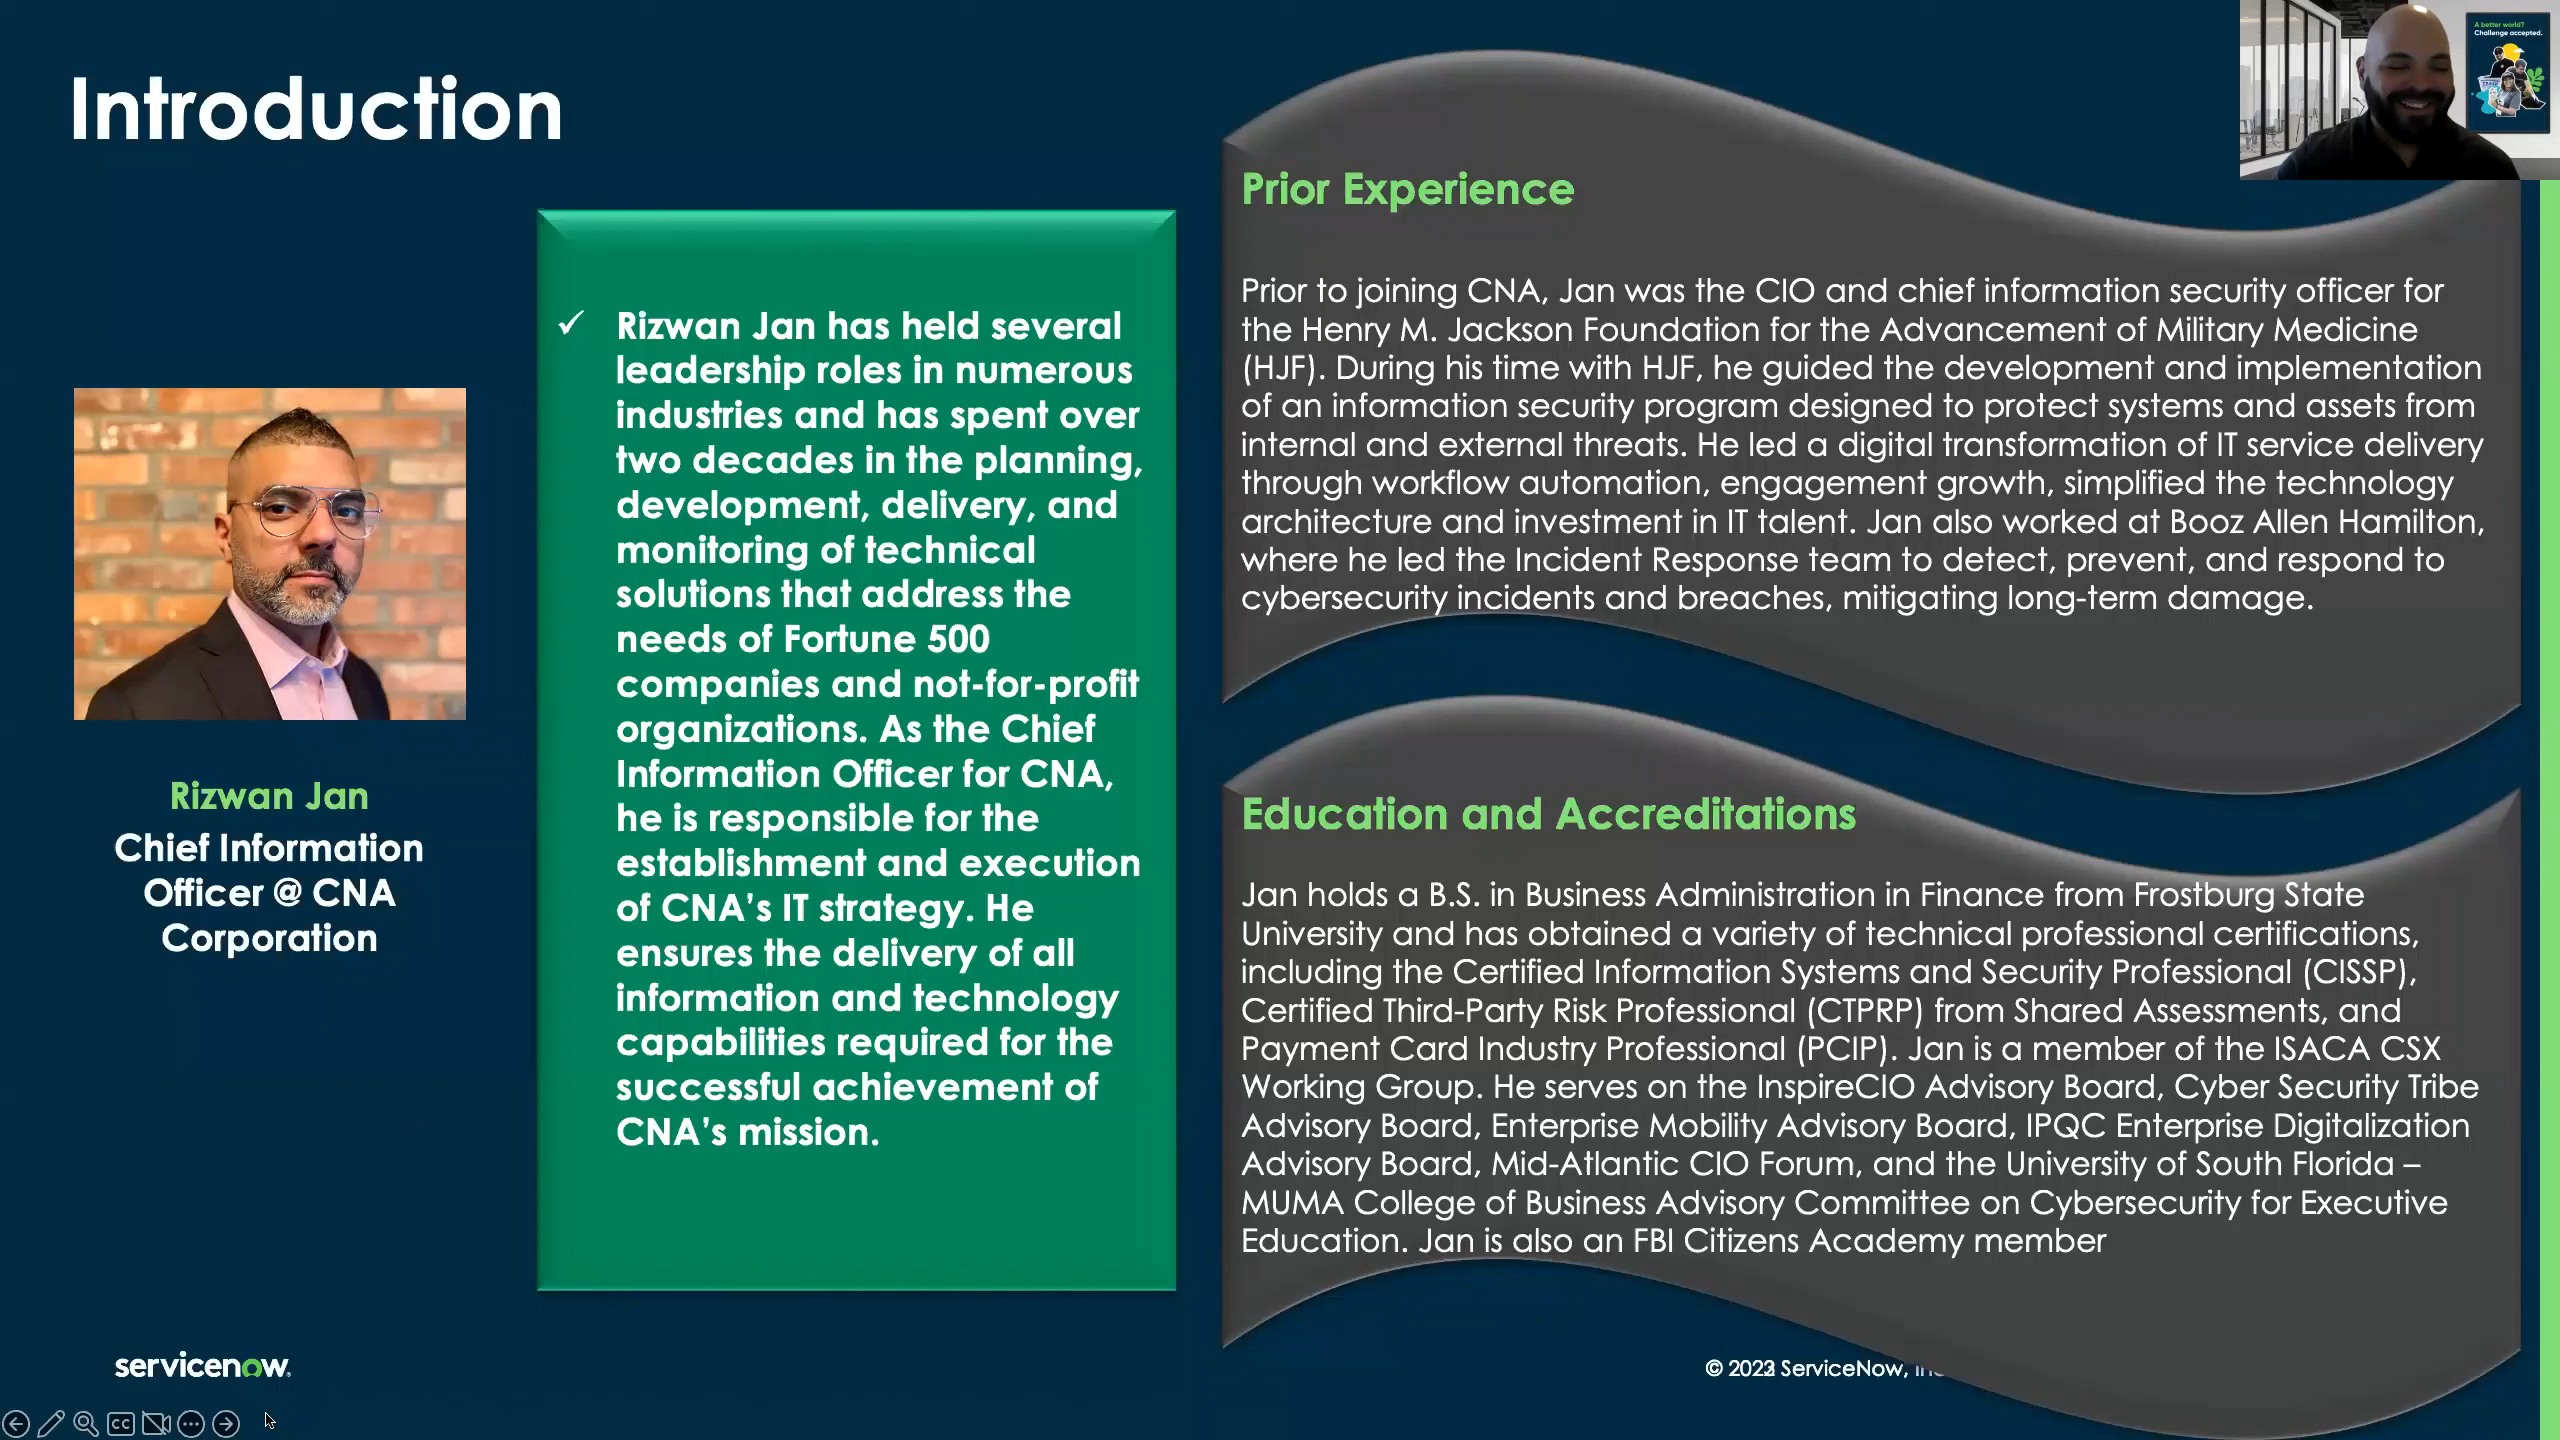 Introduction
A better world?
Challenge accepted.
Rizwan Jan
Chief Information
Officer @ CNA
Corporation
✓ Rizwan Jan has held several
leadership roles in numerous
industries and has spent over
two decades in the planning,
development, delivery, and
monitoring of technical
solutions that address the
needs of Fortune 500
companies and not-for-profit
organizations. As the Chief
Information Officer for CNA,
he is responsible for the
establishment and execution
of CNA’s IT strategy. He
ensures the delivery of all
information and technology
capabilities required for the
successful achievement of
CNA’s mission.
Prior Experience
Prior to joining CNA, Jan was the CIO and chief information security officer for
the Henry M. Jackson Foundation for the Advancement of Military Medicine
(HJF). During his time with HJF, he guided the development and implementation
of an information security program designed to protect systems and assets from
internal and external threats. He led a digital transformation of IT service delivery
through workflow automation, engagement growth, simplified the technology
architecture and investment in IT talent. Jan also worked at Booz Allen Hamilton,
where he led the Incident Response team to detect, prevent, and respond to
cybersecurity incidents and breaches, mitigating long-term damage.
Education and Accreditations
Jan holds a B.S. in Business Administration in Finance from Frostburg State
University and has obtained a variety of technical professional certifications,
including the Certified Information Systems and Security Professional (CISSP),
Certified Third-Party Risk Professional (CTPRP) from Shared Assessments, and
Payment Card Industry Professional (PCIP). Jan is a member of the ISACA CSX
Working Group. He serves on the InspireCIO Advisory Board, Cyber Security Tribe
Advisory Board, Enterprise Mobility Advisory Board, IPQC Enterprise Digitalization
Advisory Board, Mid-Atlantic CIO Forum, and the University of South Florida –
MUMA College of Business Advisory Committee on Cybersecurity for Executive
Education. Jan is also an FBI Citizens Academy member
servicenow.
© ServiceNow,
CC